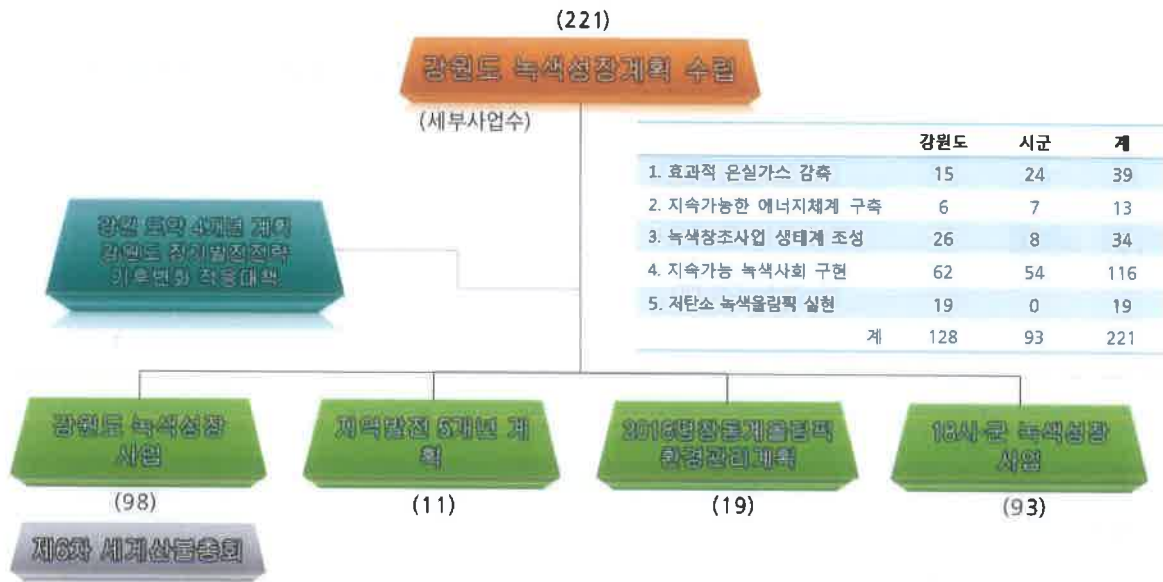 (221)
강원도 녹색성장계획 수립
(세부사업수)
강원도 시군 계
1. 효과적 온실가스 감축 15 24 39
2. 지속가능한 에너지체계 구축 6 7 13
3. 녹색창조사업 생태계 조성 26 8 34
4. 지속가능 녹색사회 구현 62 54 116
5. 저탄소 녹색올림픽 실현 19 0 19
계 128 93 221
강원 도약 4개년 계획
강원도 장기발전전략
기후변화 적응대책
강원도 녹색성장
사업
(98)
지역발전 5개년 계
획
(11)
2018평창동계올림픽
환경관리계획
(19)
18시·군 녹색성장
사업
(93)
제6차 세계산불총회